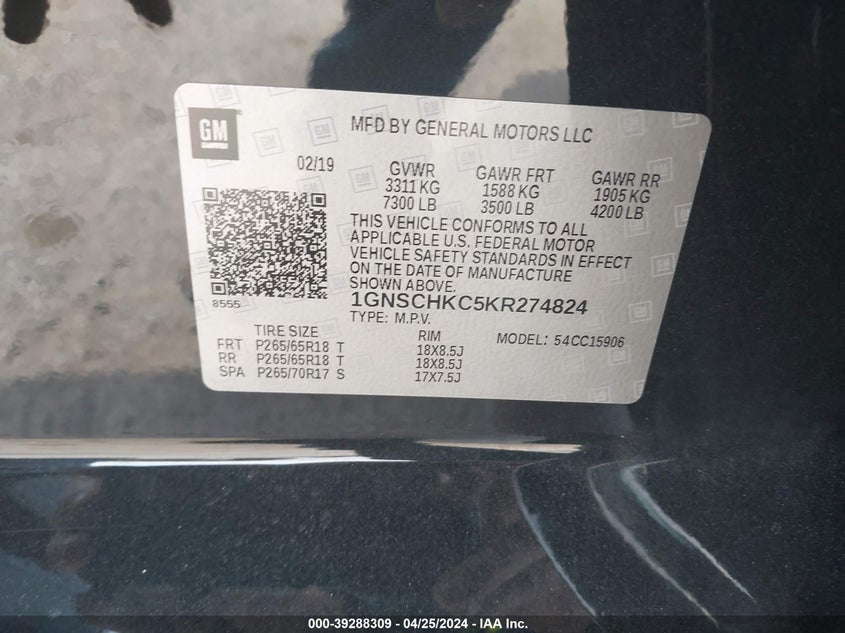 GM
MFD BY GENERAL MOTORS LLC
02/19
GVWR GAWR FRT GAWR RR
3311 KG 1588 KG 1905 KG
7300 LB 3500 LB 4200 LB
THIS VEHICLE CONFORMS TO ALL
APPLICABLE U.S. FEDERAL MOTOR
VEHICLE SAFETY STANDARDS IN EFFECT
ON THE DATE OF MANUFACTURE
SHOWN ABOVE.
8555
1GNSCHKC5KR274824
TYPE: M.P.V. MODEL: 54CC15906
TIRE SIZE RIM
FRT P265/65R18 T 18X8.5J
RR P265/65R18 T 18X8.5J
SPA P265/70R17 S 17X7.5J
000-39288309 - 04/25/2024 - IAA Inc.